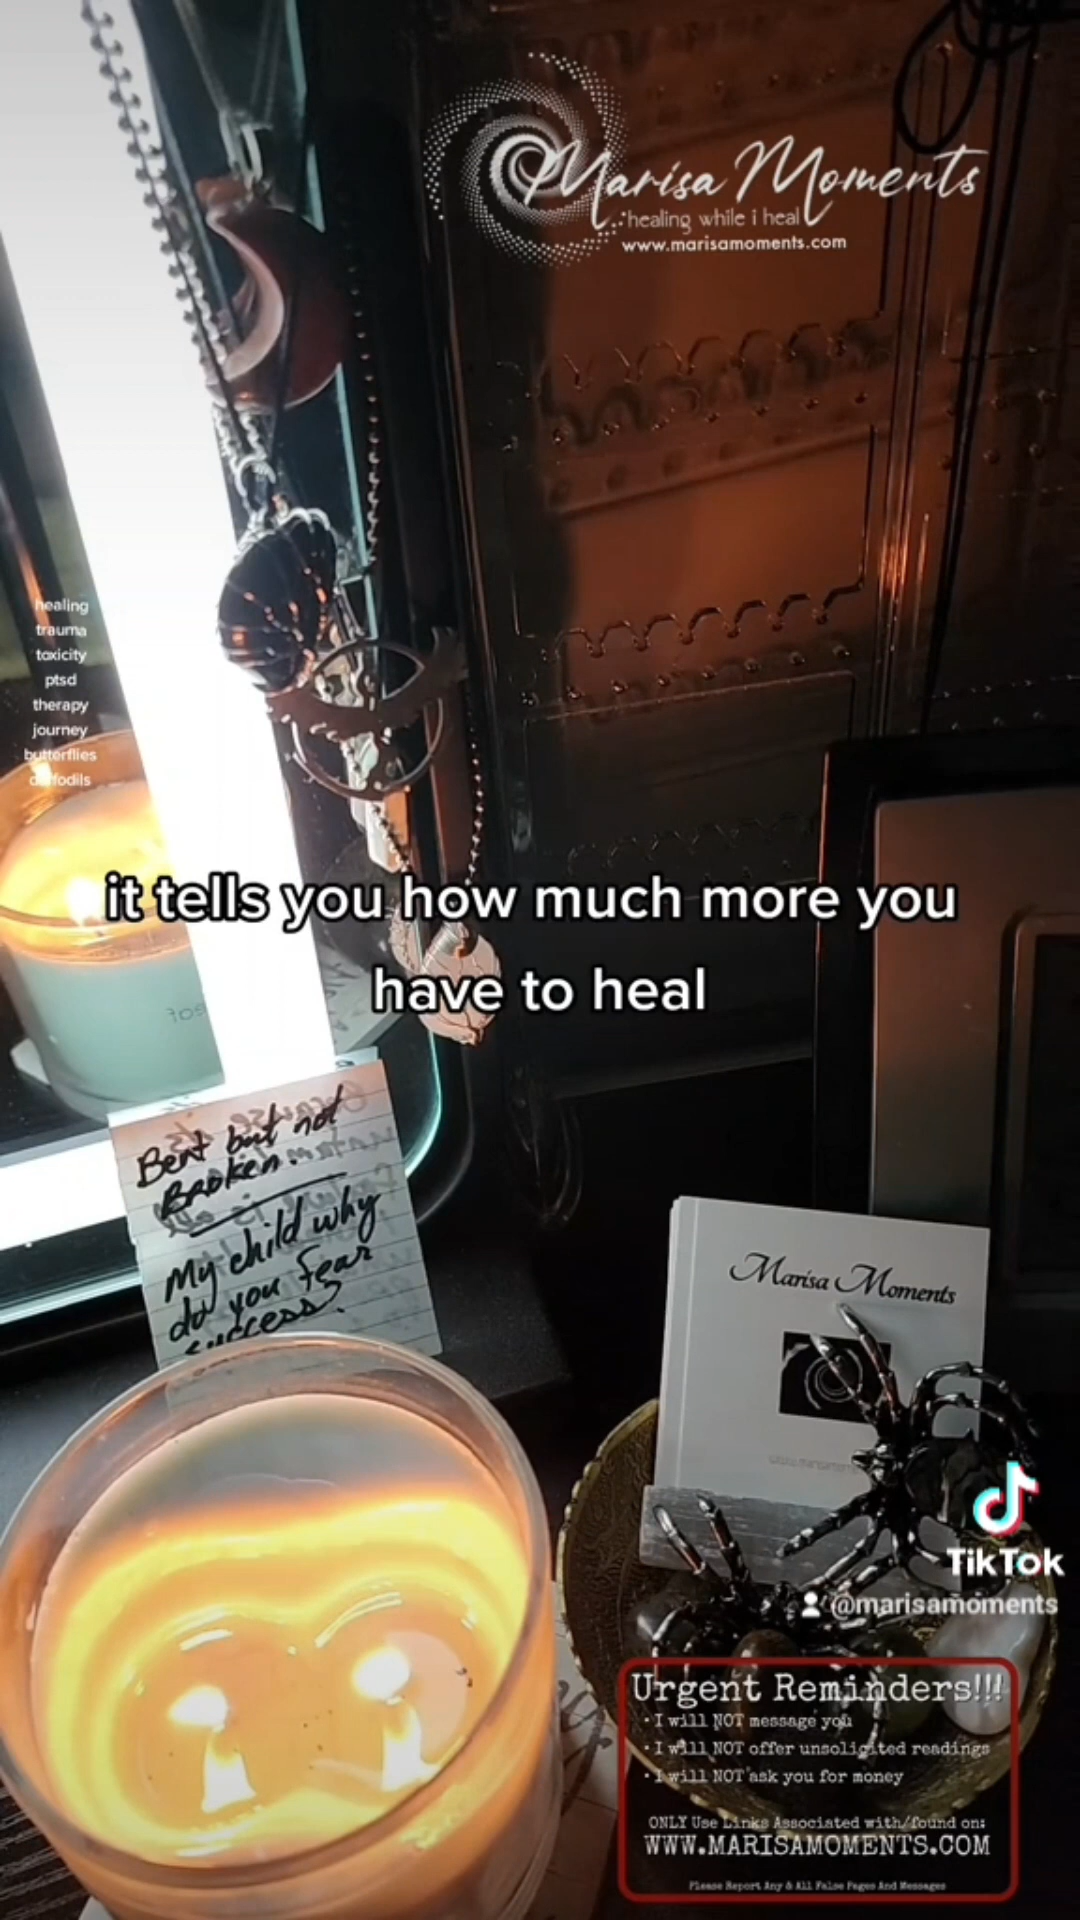 Marisa Moments
healing while i heal
www.marisamoments.com
healing
trauma
toxicity
ptsd
therapy
journey
butterflies
daffodils
it tells you how much more you
have to heal
Bent but not
Broken.
My child why
do you fear
success?
Marisa Moments
TikTok
@marisamoments
Urgent Reminders!!!
• I will NOT message you
• I will NOT offer unsolicited readings
• I will NOT ask you for money
ONLY Use Links Associated with/found on:
WWW.MARISAMOMENTS.COM
Please Report Any & All False Pages And Messages